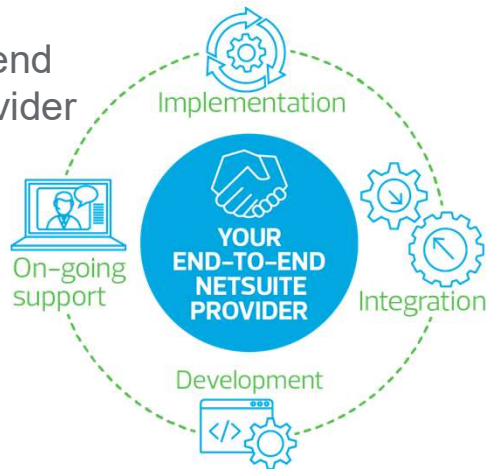 end
vider
Implementation
YOUR
END-TO-END
NETSUITE
PROVIDER
On-going
support
Integration
Development
</>